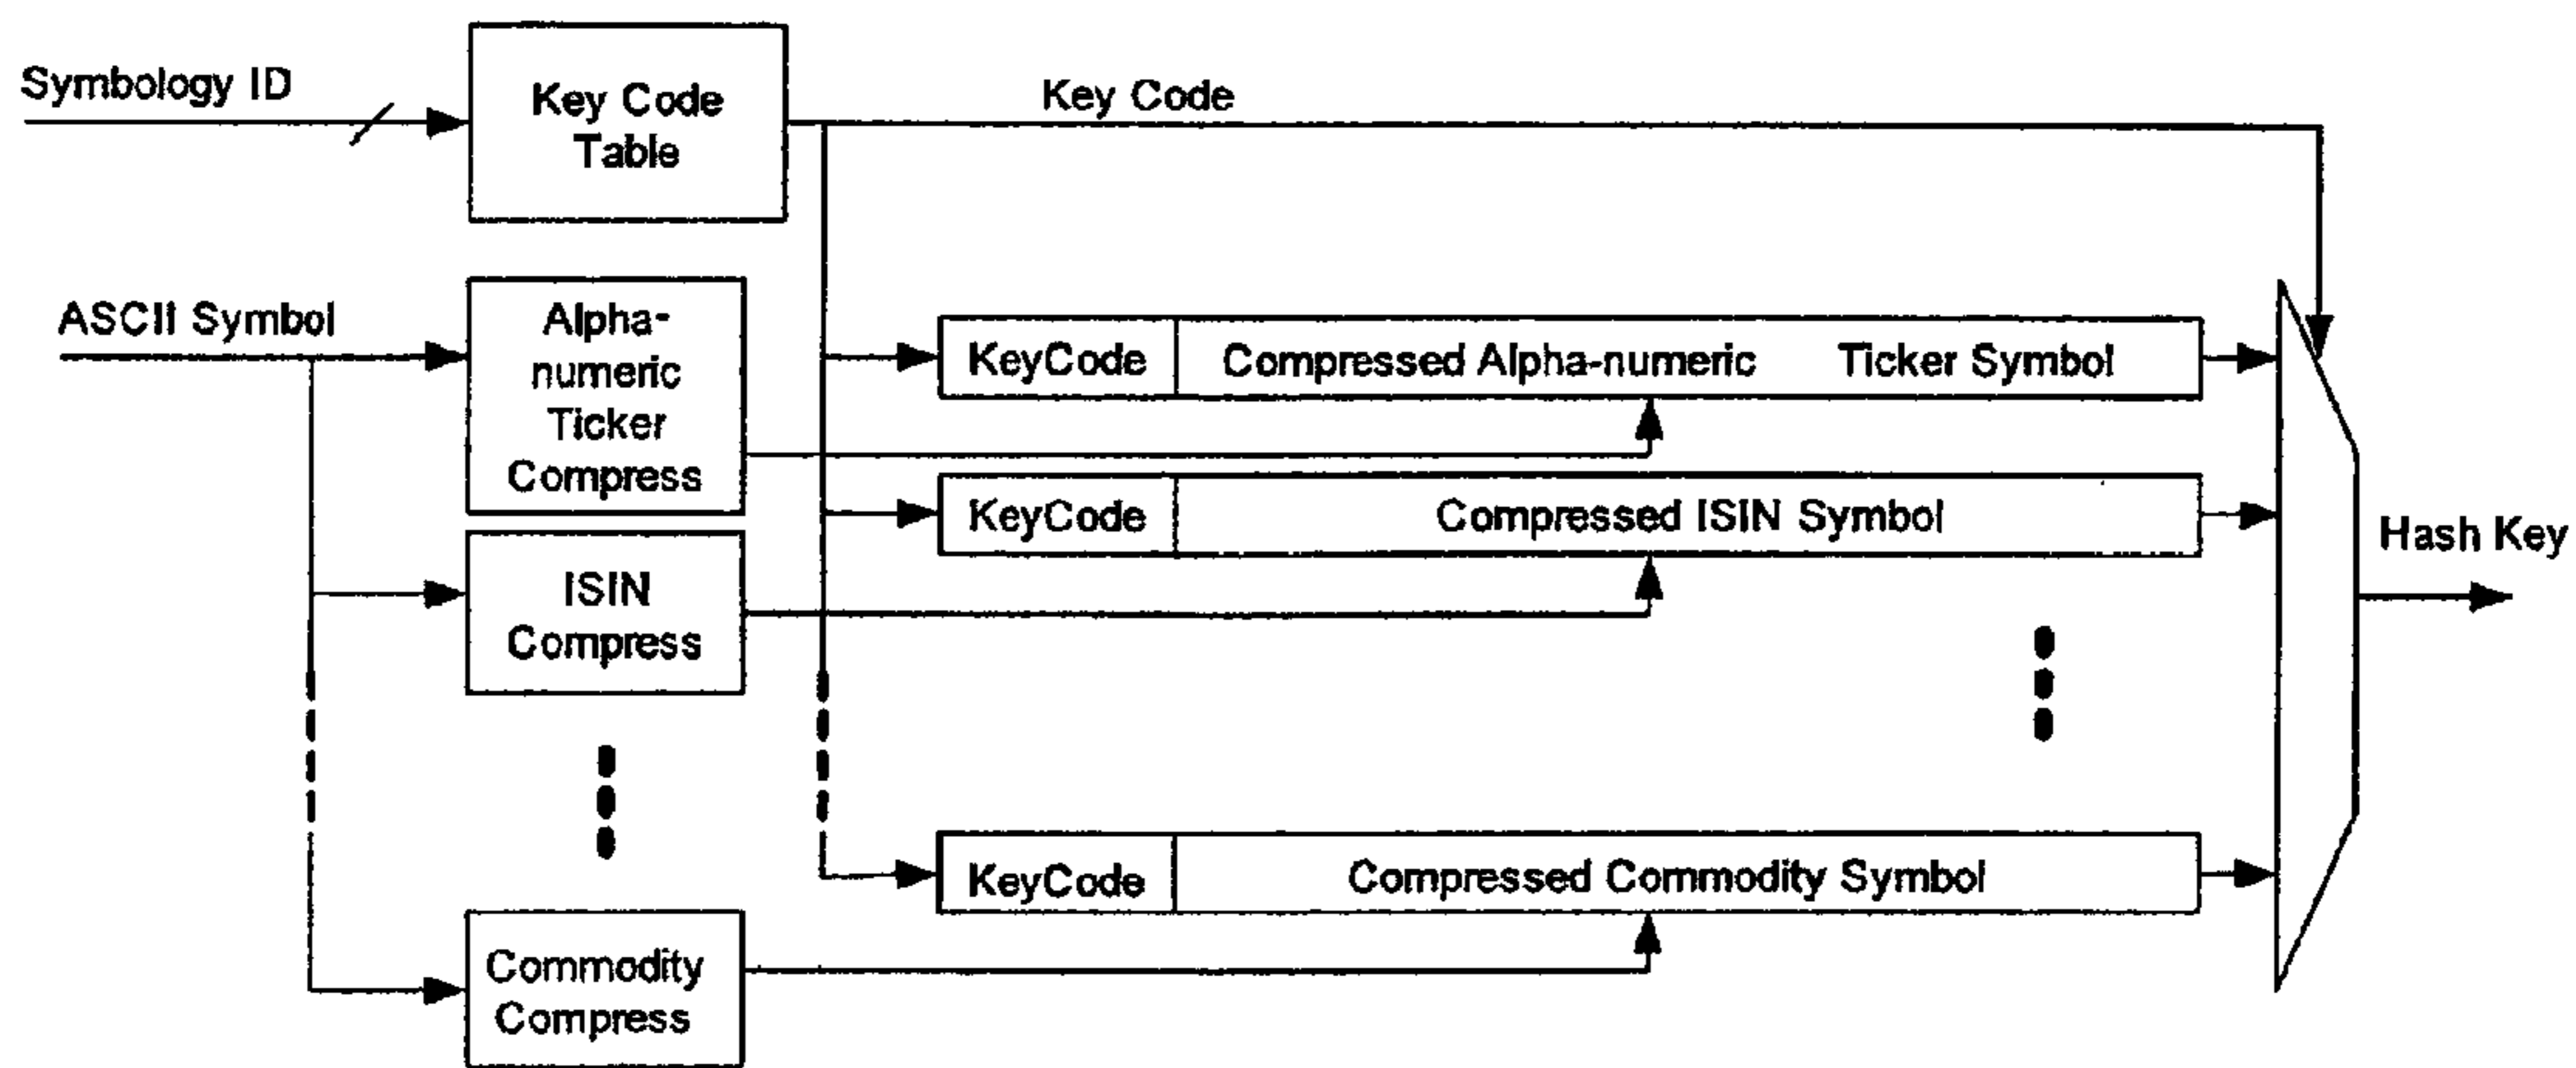 Symbology ID
Key Code
Table
Key Code
ASCII Symbol
Alpha-
numeric
Ticker
Compress
KeyCode
Compressed Alpha-numeric Ticker Symbol
KeyCode
Compressed ISIN Symbol
ISIN
Compress
Hash Key
KeyCode
Compressed Commodity Symbol
Commodity
Compress